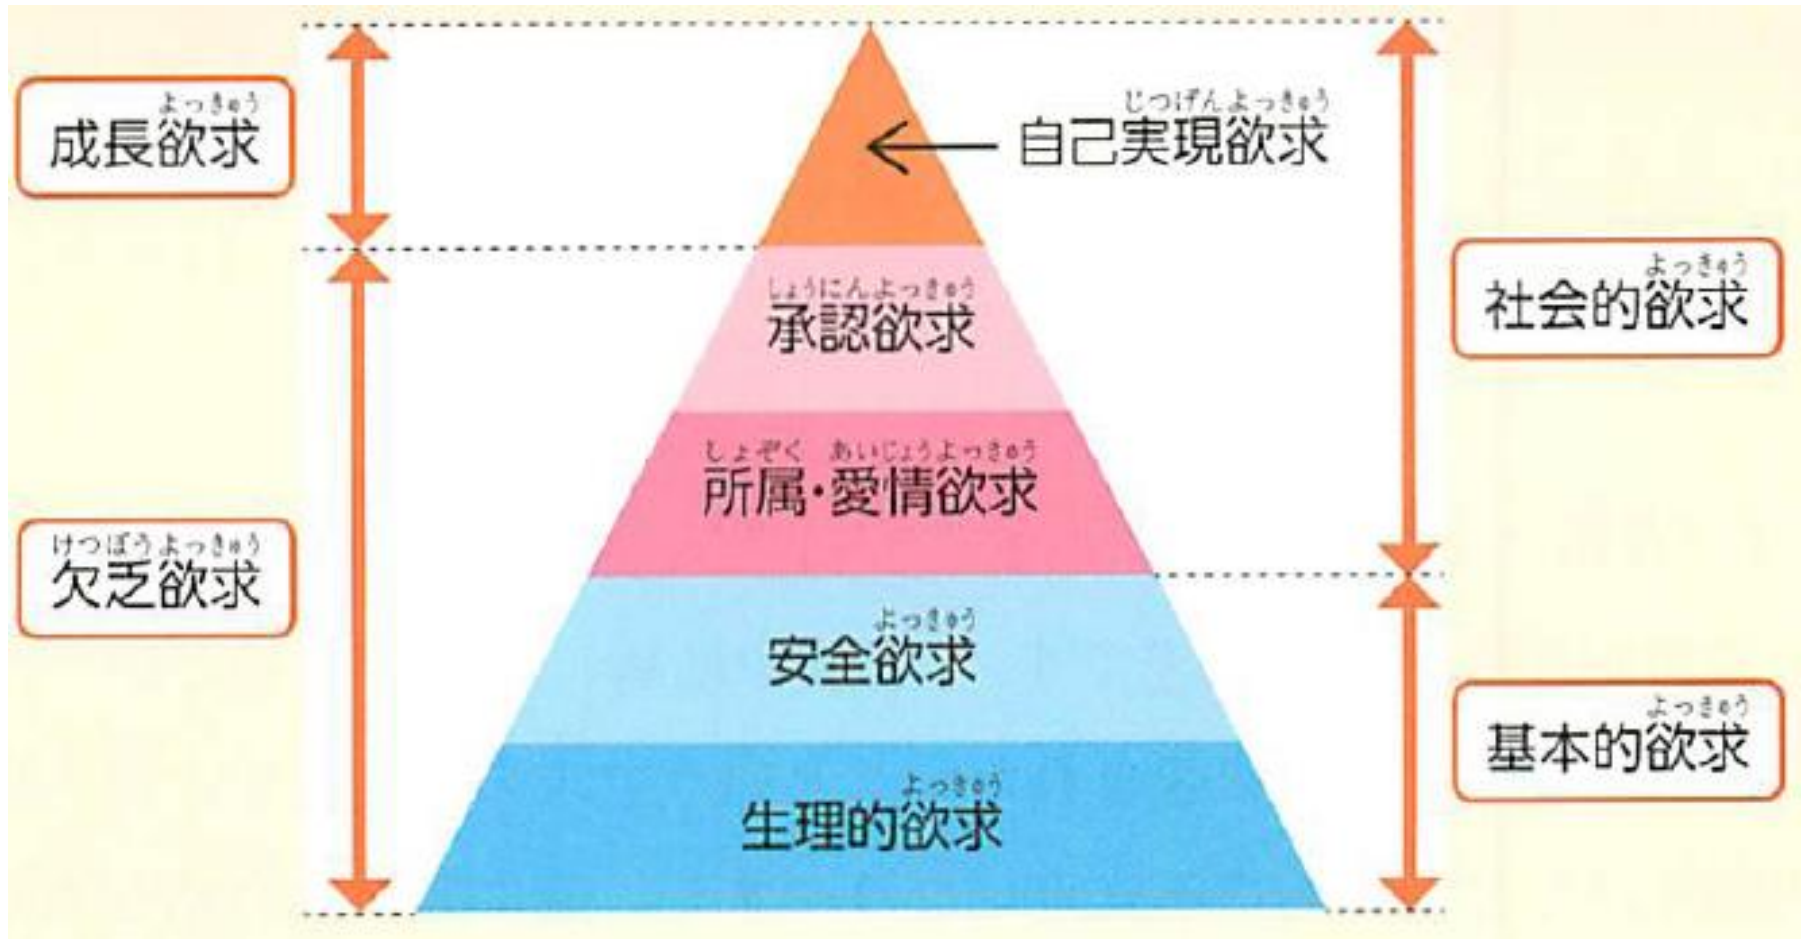 よっきゅう
成長欲求
じつげんよっきゅう
自己実現欲求
よっきゅう
社会的欲求
しょうにんよっきゅう
承認欲求
しょぞく あいじょうよっきゅう
所属・愛情欲求
けつぼうよっきゅう
欠乏欲求
よっきゅう
安全欲求
よっきゅう
基本的欲求
よっきゅう
生理的欲求